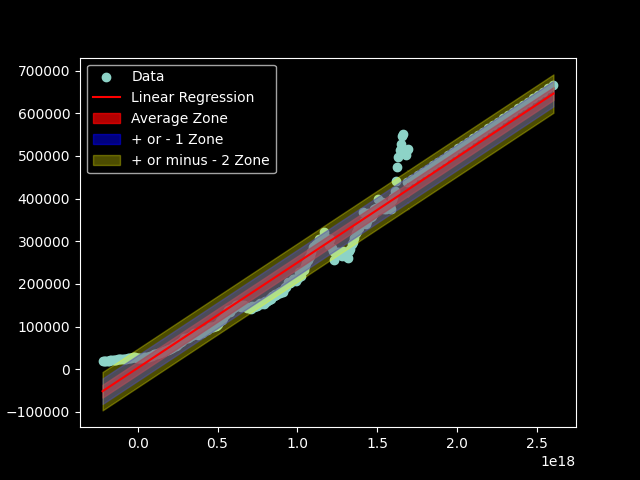 700000
600000
500000
400000
300000
200000
100000
0
−100000
Data
Linear Regression
Average Zone
+ or - 1 Zone
+ or minus - 2 Zone
0.0 0.5 1.0 1.5 2.0 2.5
1e18